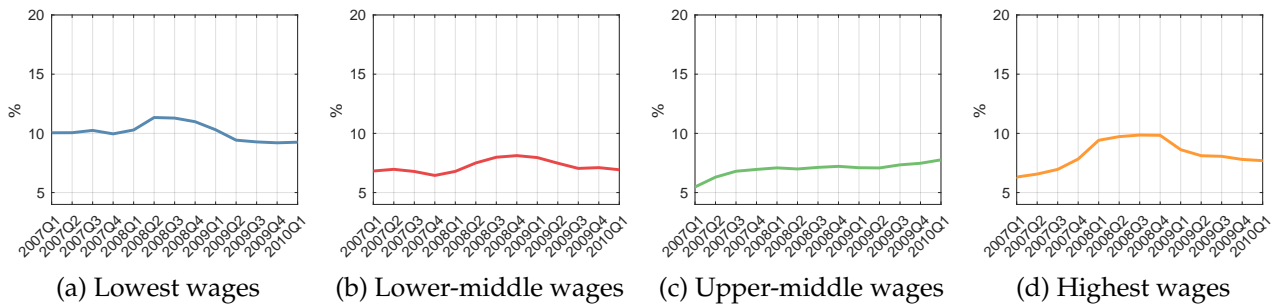 20
15
10
5
%
2007Q1
2007Q2
2007Q3
2007Q4
2008Q1
2008Q2
2008Q3
2008Q4
2009Q1
2009Q2
2009Q3
2009Q4
2010Q1
(a) Lowest wages
20
15
10
5
%
2007Q1
2007Q2
2007Q3
2007Q4
2008Q1
2008Q2
2008Q3
2008Q4
2009Q1
2009Q2
2009Q3
2009Q4
2010Q1
(b) Lower-middle wages
20
15
10
5
%
2007Q1
2007Q2
2007Q3
2007Q4
2008Q1
2008Q2
2008Q3
2008Q4
2009Q1
2009Q2
2009Q3
2009Q4
2010Q1
(c) Upper-middle wages
20
15
10
5
%
2007Q1
2007Q2
2007Q3
2007Q4
2008Q1
2008Q2
2008Q3
2008Q4
2009Q1
2009Q2
2009Q3
2009Q4
2010Q1
(d) Highest wages